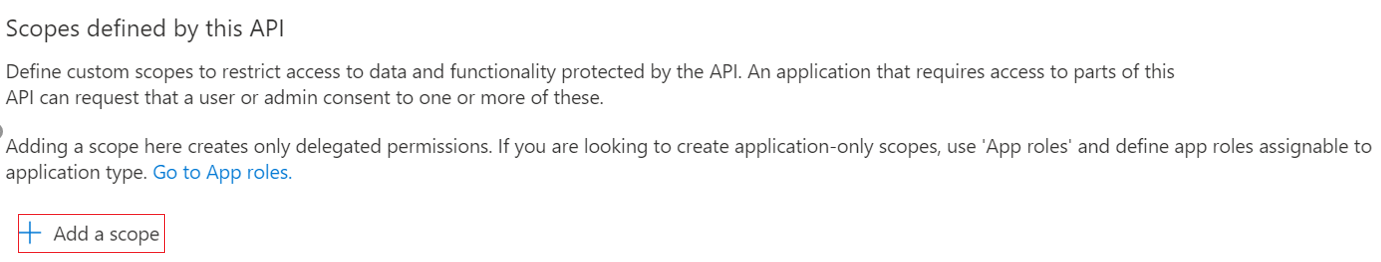 Scopes defined by this API
Define custom scopes to restrict access to data and functionality protected by the API. An application that requires access to parts of this
API can request that a user or admin consent to one or more of these.
Adding a scope here creates only delegated permissions. If you are looking to create application-only scopes, use 'App roles' and define app roles assignable to
application type. Go to App roles.
Add a scope